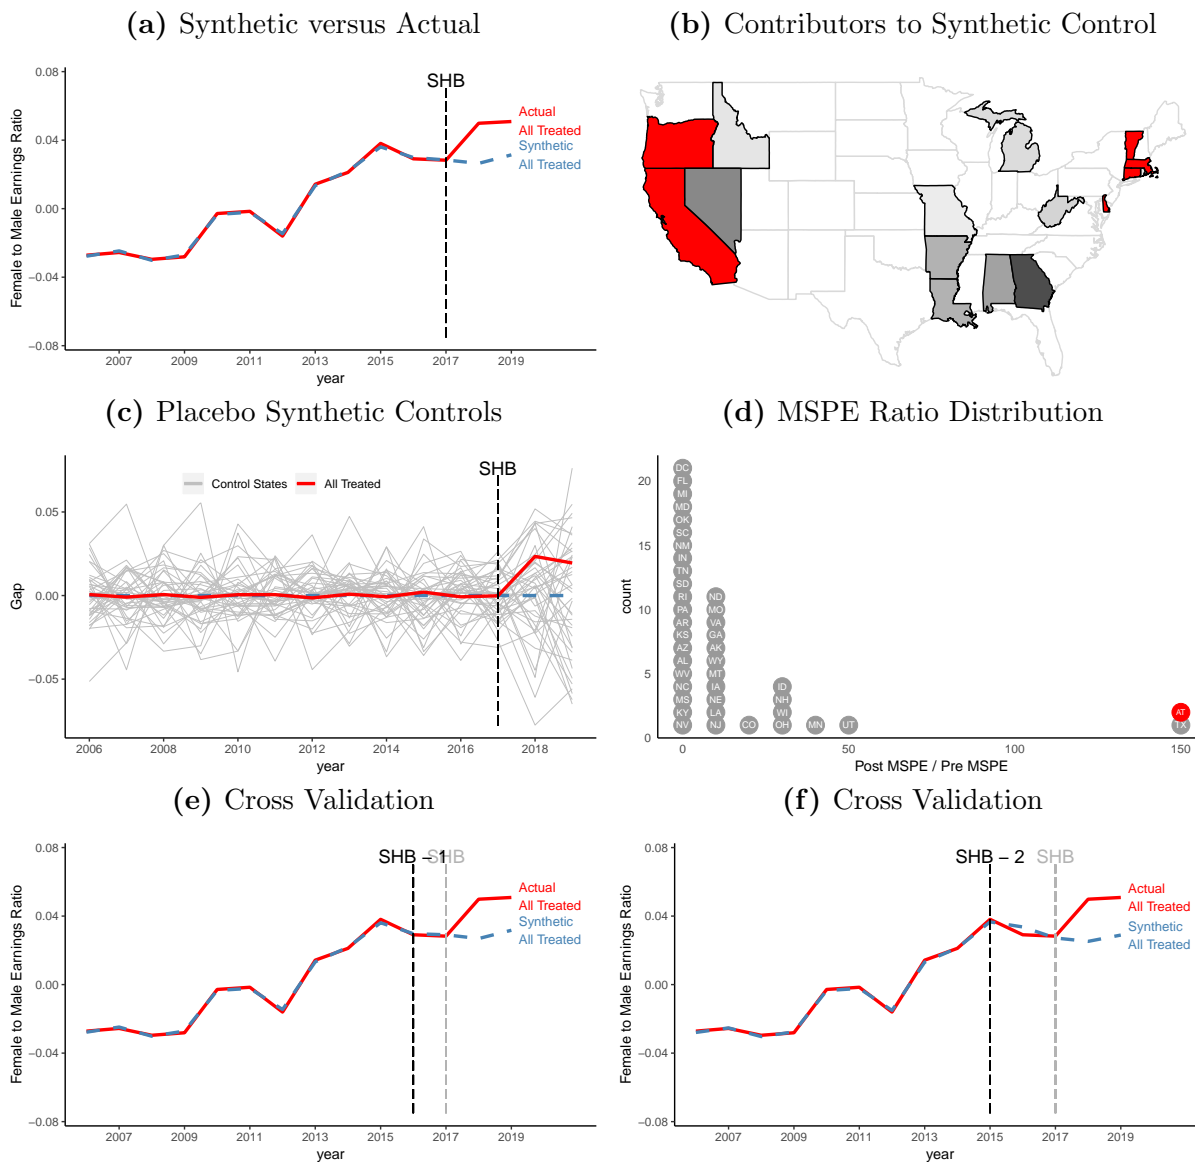 (a) Synthetic versus Actual
(b) Contributors to Synthetic Control
SHB
0.08
0.04
0.00
−0.04
−0.08
Female to Male Earnings Ratio
Actual
All Treated
Synthetic
All Treated
2007 2009 2011 2013 2015 2017 2019
year
(c) Placebo Synthetic Controls
(d) MSPE Ratio Distribution
SHB
Control States All Treated
0.05
0.00
−0.05
Gap
2006 2008 2010 2012 2014 2016 2018
year
20
15
10
5
0
count
DC
FL
MI
MD
OK
SC
NM
IN
TN
SD
RI
PA
AR
KS
AZ
AL
WV
NC
MS
KY
NV
ND
MO
VA
GA
AK
WY
MT
IA
NE
LA
NJ
CO
ID
NH
WI
OH
MN
UT
AT
TX
0 50 100 150
Post MSPE / Pre MSPE
(e) Cross Validation
(f) Cross Validation
SHB − 1 SHB
0.08
0.04
0.00
−0.04
−0.08
Female to Male Earnings Ratio
Actual
All Treated
Synthetic
All Treated
2007 2009 2011 2013 2015 2017 2019
year
SHB − 2 SHB
0.08
0.04
0.00
−0.04
−0.08
Female to Male Earnings Ratio
Actual
All Treated
Synthetic
All Treated
2007 2009 2011 2013 2015 2017 2019
year